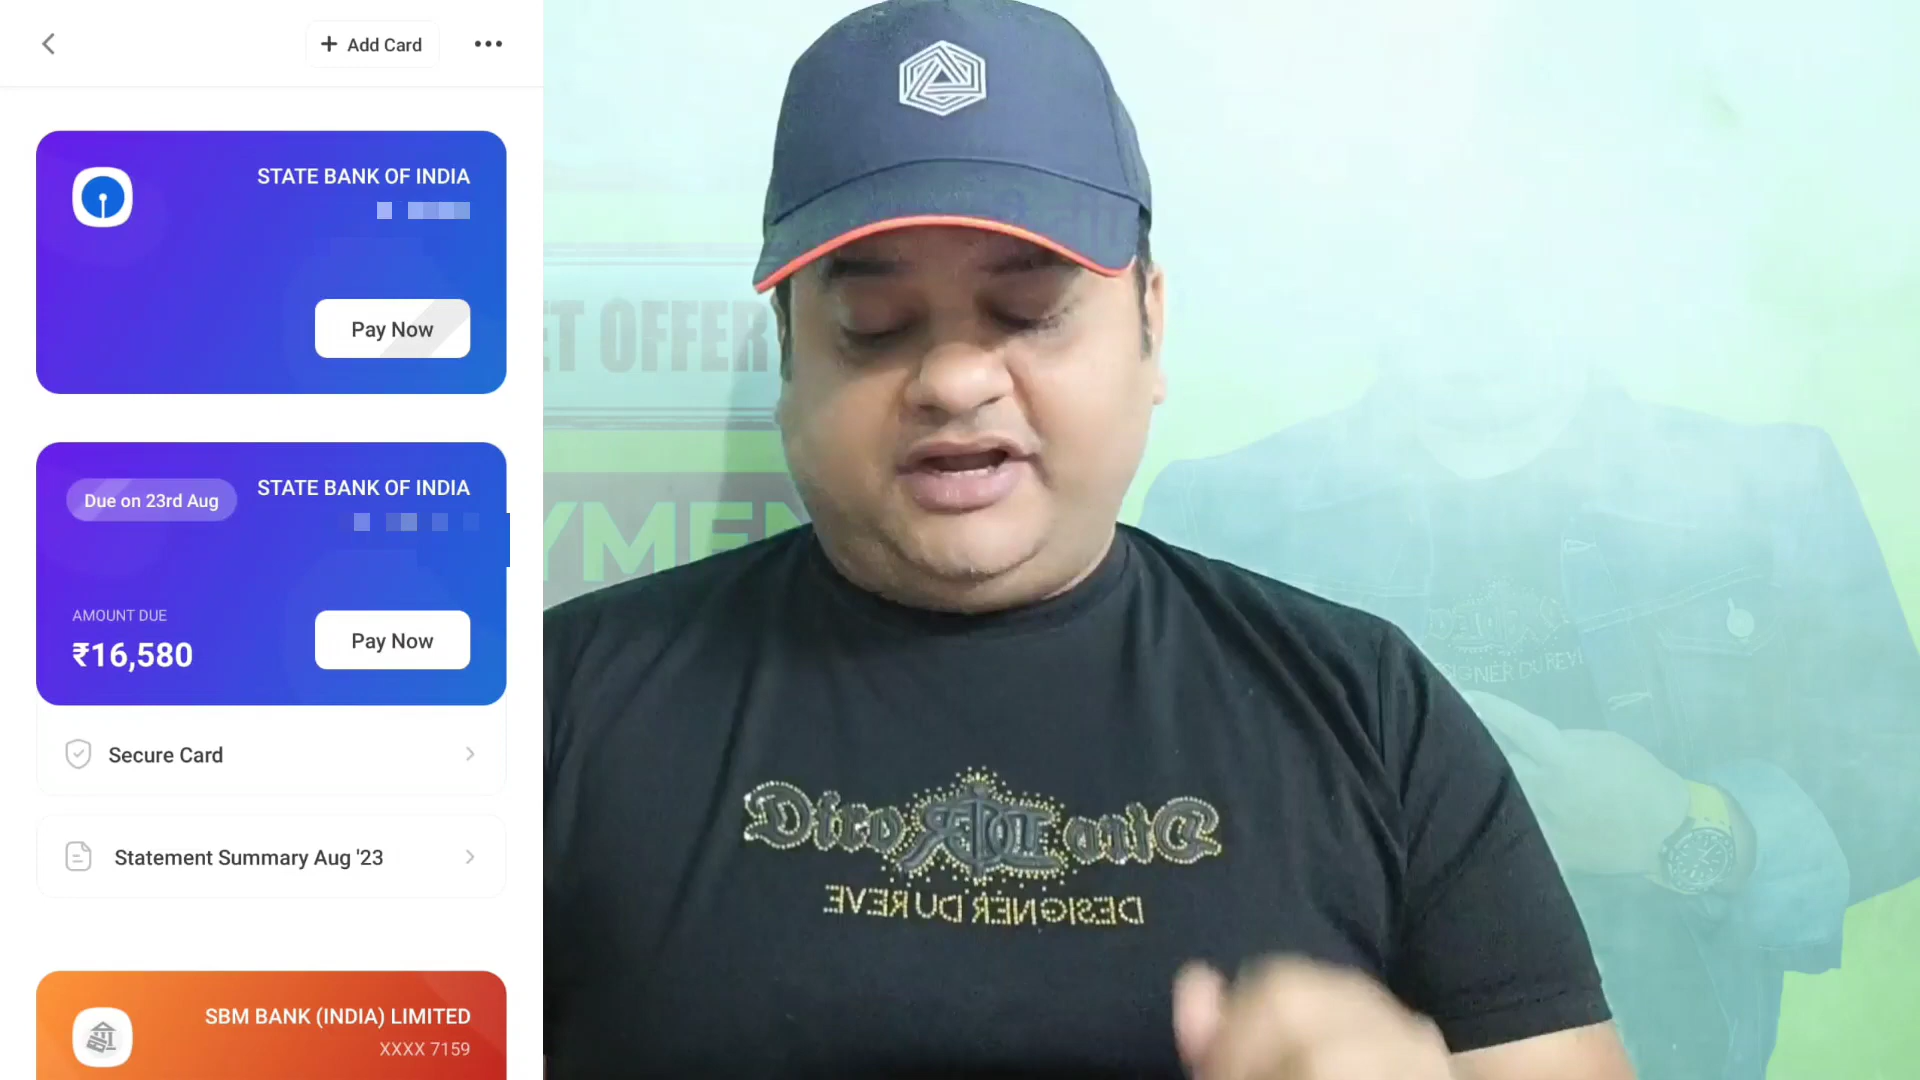 + Add Card
STATE BANK OF INDIA
Pay Now
Due on 23rd Aug
STATE BANK OF INDIA
AMOUNT DUE
₹16,580
Pay Now
Secure Card
Statement Summary Aug '23
SBM BANK (INDIA) LIMITED
XXXX 7159
ET OFFER
YMEN
DESIGNER DU REVE